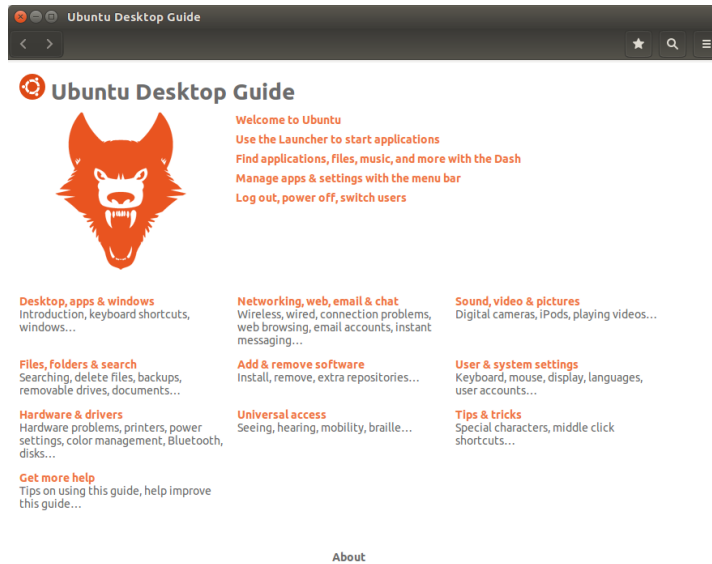 Ubuntu Desktop Guide
Ubuntu Desktop Guide
Welcome to Ubuntu
Use the Launcher to start applications
Find applications, files, music, and more with the Dash
Manage apps & settings with the menu bar
Log out, power off, switch users
Desktop, apps & windows
Introduction, keyboard shortcuts,
windows…
Networking, web, email & chat
Wireless, wired, connection problems,
web browsing, email accounts, instant
messaging…
Sound, video & pictures
Digital cameras, iPods, playing videos…
Files, folders & search
Searching, delete files, backups,
removable drives, documents…
Add & remove software
Install, remove, extra repositories…
User & system settings
Keyboard, mouse, display, languages,
user accounts…
Hardware & drivers
Hardware problems, printers, power
settings, color management, Bluetooth,
disks…
Universal access
Seeing, hearing, mobility, braille…
Tips & tricks
Special characters, middle click
shortcuts…
Get more help
Tips on using this guide, help improve
this guide…
About